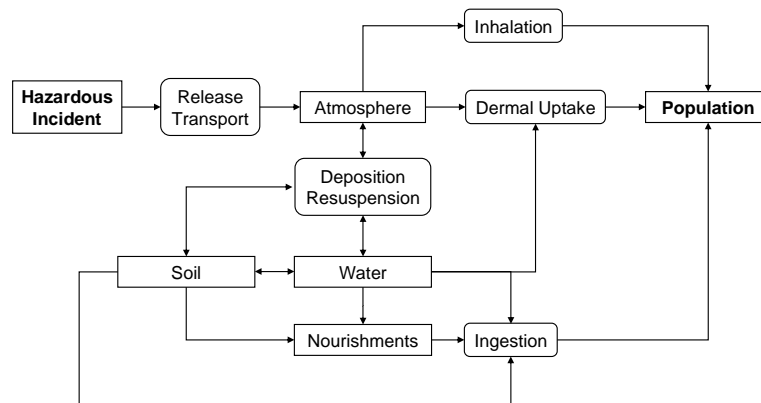 Inhalation
Hazardous
Incident
Release
Transport
Atmosphere
Dermal Uptake
Population
Deposition
Resuspension
Soil
Water
Nourishments
Ingestion